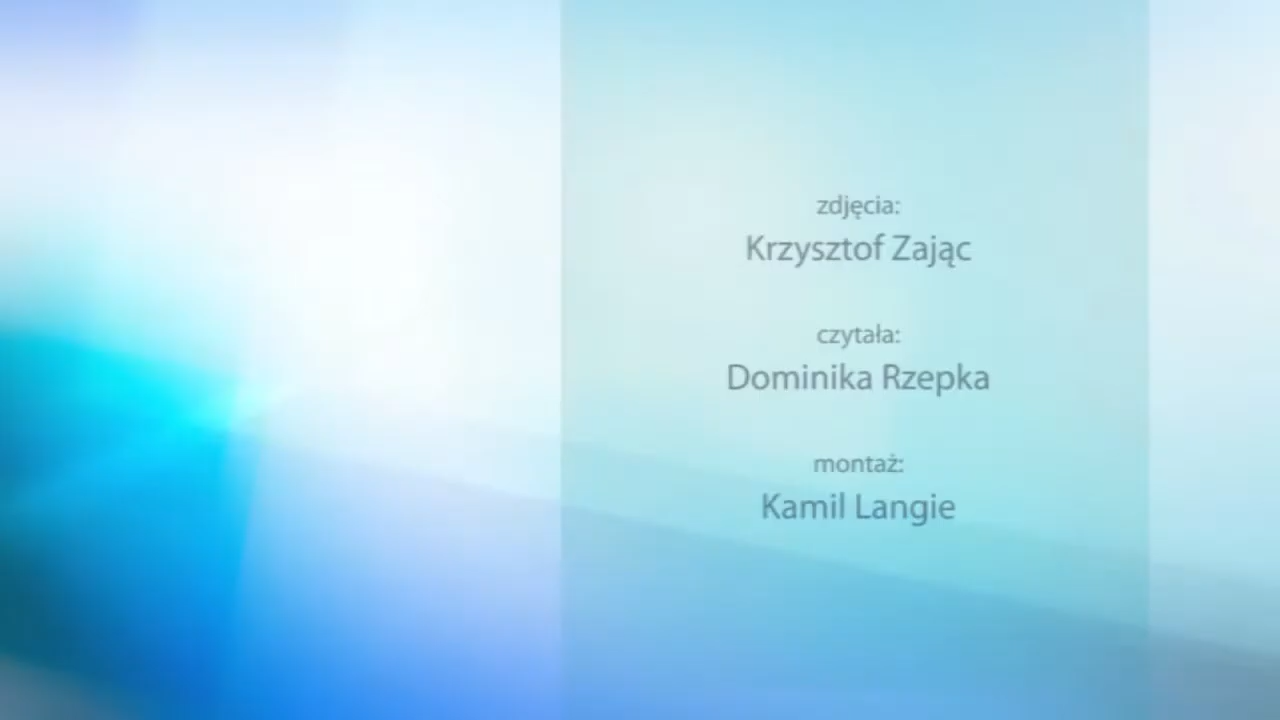 zdjęcia:
Krzysztof Zając
czytała:
Dominika Rzepka
montaż:
Kamil Langie